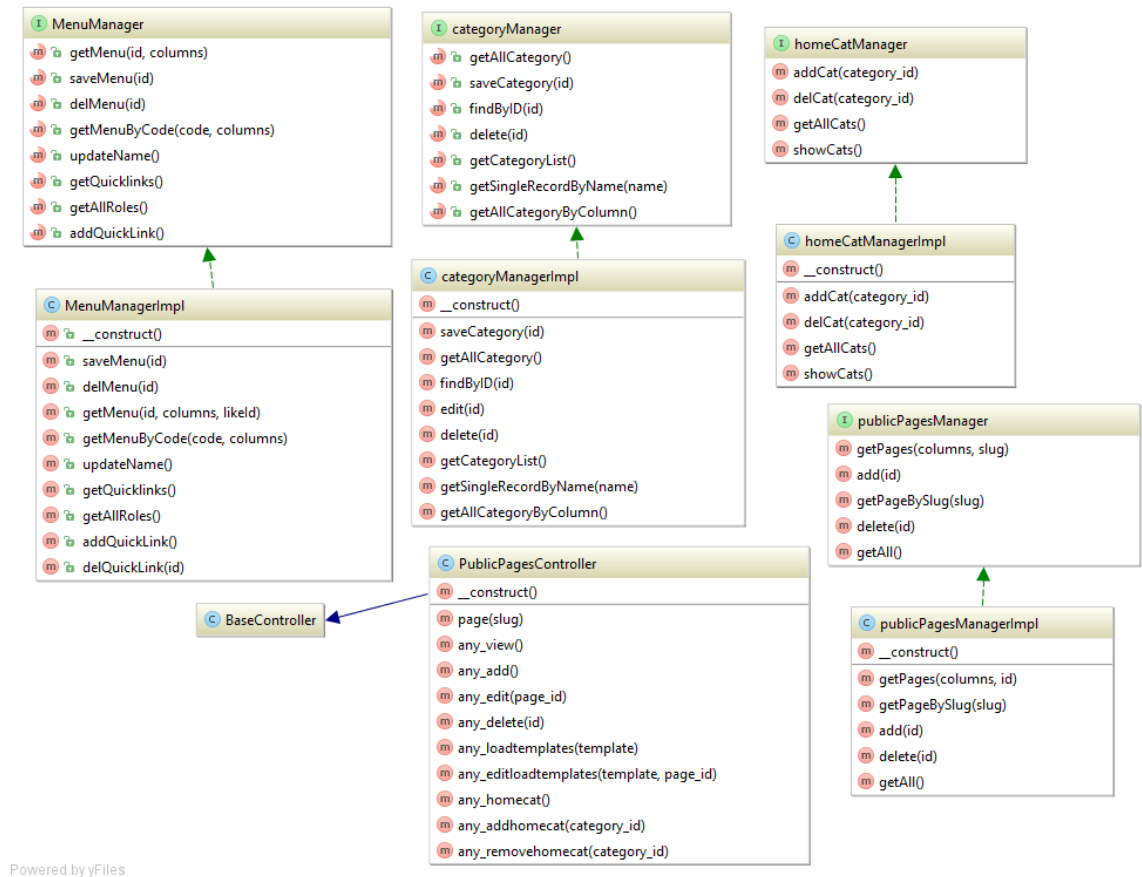 MenuManager
getMenu(id, columns)
saveMenu(id)
delMenu(id)
getMenuByCode(code, columns)
updateName()
getQuicklinks()
getAllRoles()
addQuickLink()
categoryManager
getAllCategory()
saveCategory(id)
findByID(id)
delete(id)
getCategoryList()
getSingleRecordByName(name)
getAllCategoryByColumn()
homeCatManager
addCat(category_id)
delCat(category_id)
getAllCats()
showCats()
MenuManagerImpl
__construct()
saveMenu(id)
delMenu(id)
getMenu(id, columns, likeId)
getMenuByCode(code, columns)
updateName()
getQuicklinks()
getAllRoles()
addQuickLink()
delQuickLink(id)
categoryManagerImpl
__construct()
saveCategory(id)
getAllCategory()
findByID(id)
edit(id)
delete(id)
getCategoryList()
getSingleRecordByName(name)
getAllCategoryByColumn()
homeCatManagerImpl
__construct()
addCat(category_id)
delCat(category_id)
getAllCats()
showCats()
publicPagesManager
getPages(columns, slug)
add(id)
getPageBySlug(slug)
delete(id)
getAll()
BaseController
PublicPagesController
__construct()
page(slug)
any_view()
any_add()
any_edit(page_id)
any_delete(id)
any_loadtemplates(template)
any_editloadtemplates(template, page_id)
any_homecat()
any_addhomecat(category_id)
any_removehomecat(category_id)
publicPagesManagerImpl
__construct()
getPages(columns, id)
getPageBySlug(slug)
add(id)
delete(id)
getAll()
Powered by yFiles